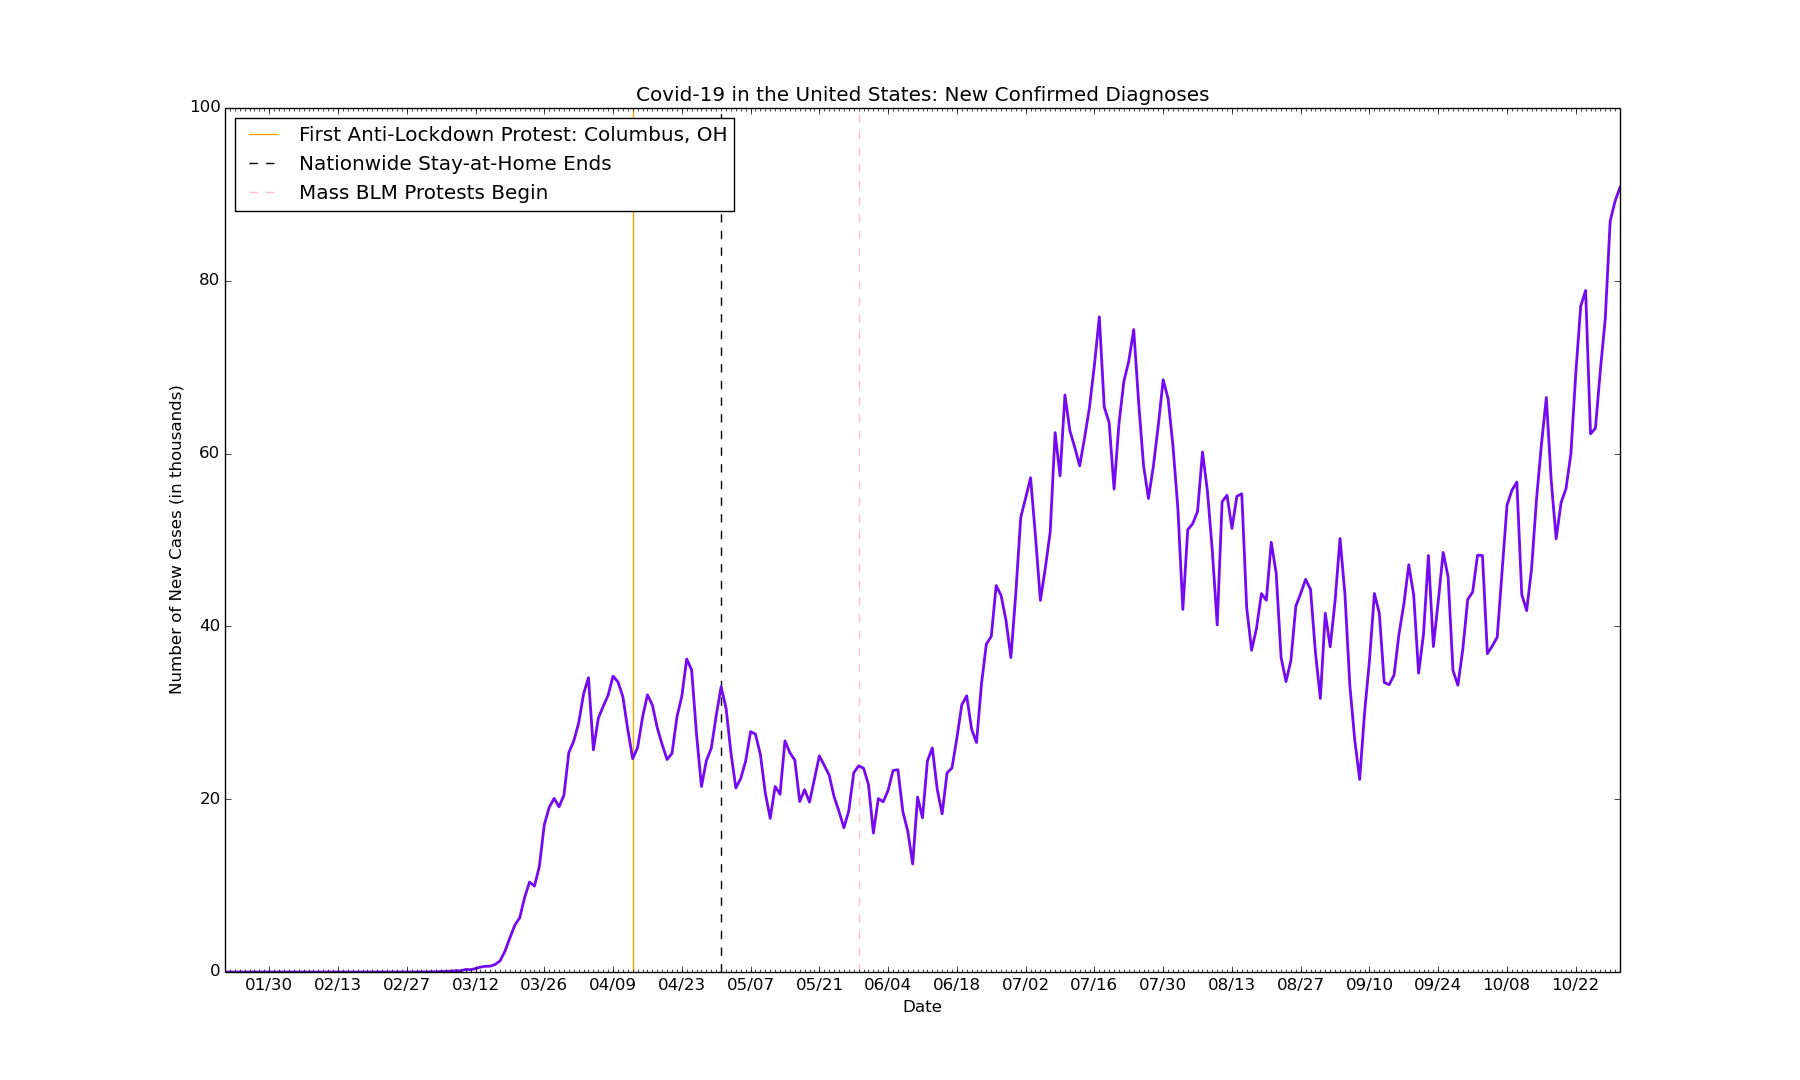 Covid-19 in the United States: New Confirmed Diagnoses
100
80
60
40
20
0
First Anti-Lockdown Protest: Columbus, OH
Nationwide Stay-at-Home Ends
Mass BLM Protests Begin
Number of New Cases (in thousands)
01/30 02/13 02/27 03/12 03/26 04/09 04/23 05/07 05/21 06/04 06/18 07/02 07/16 07/30 08/13 08/27 09/10 09/24 10/08 10/22
Date